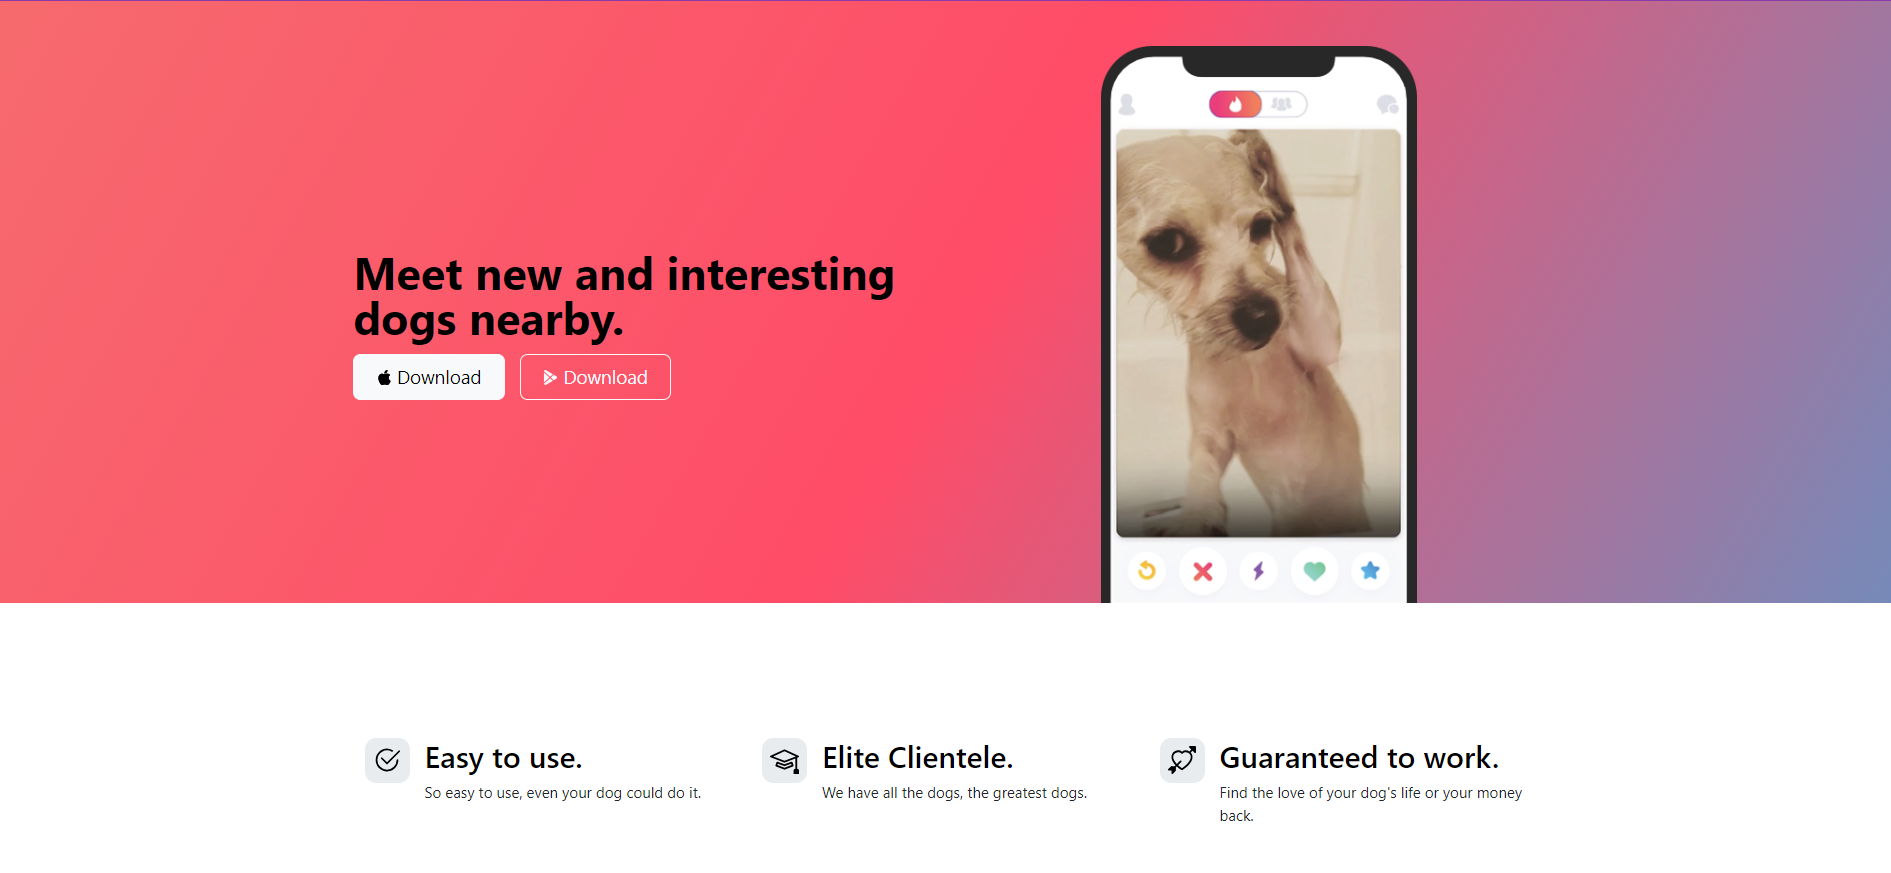 Meet new and interesting
dogs nearby.
Download
Download
Easy to use.
So easy to use, even your dog could do it.
Elite Clientele.
We have all the dogs, the greatest dogs.
Guaranteed to work.
Find the love of your dog's life or your money
back.